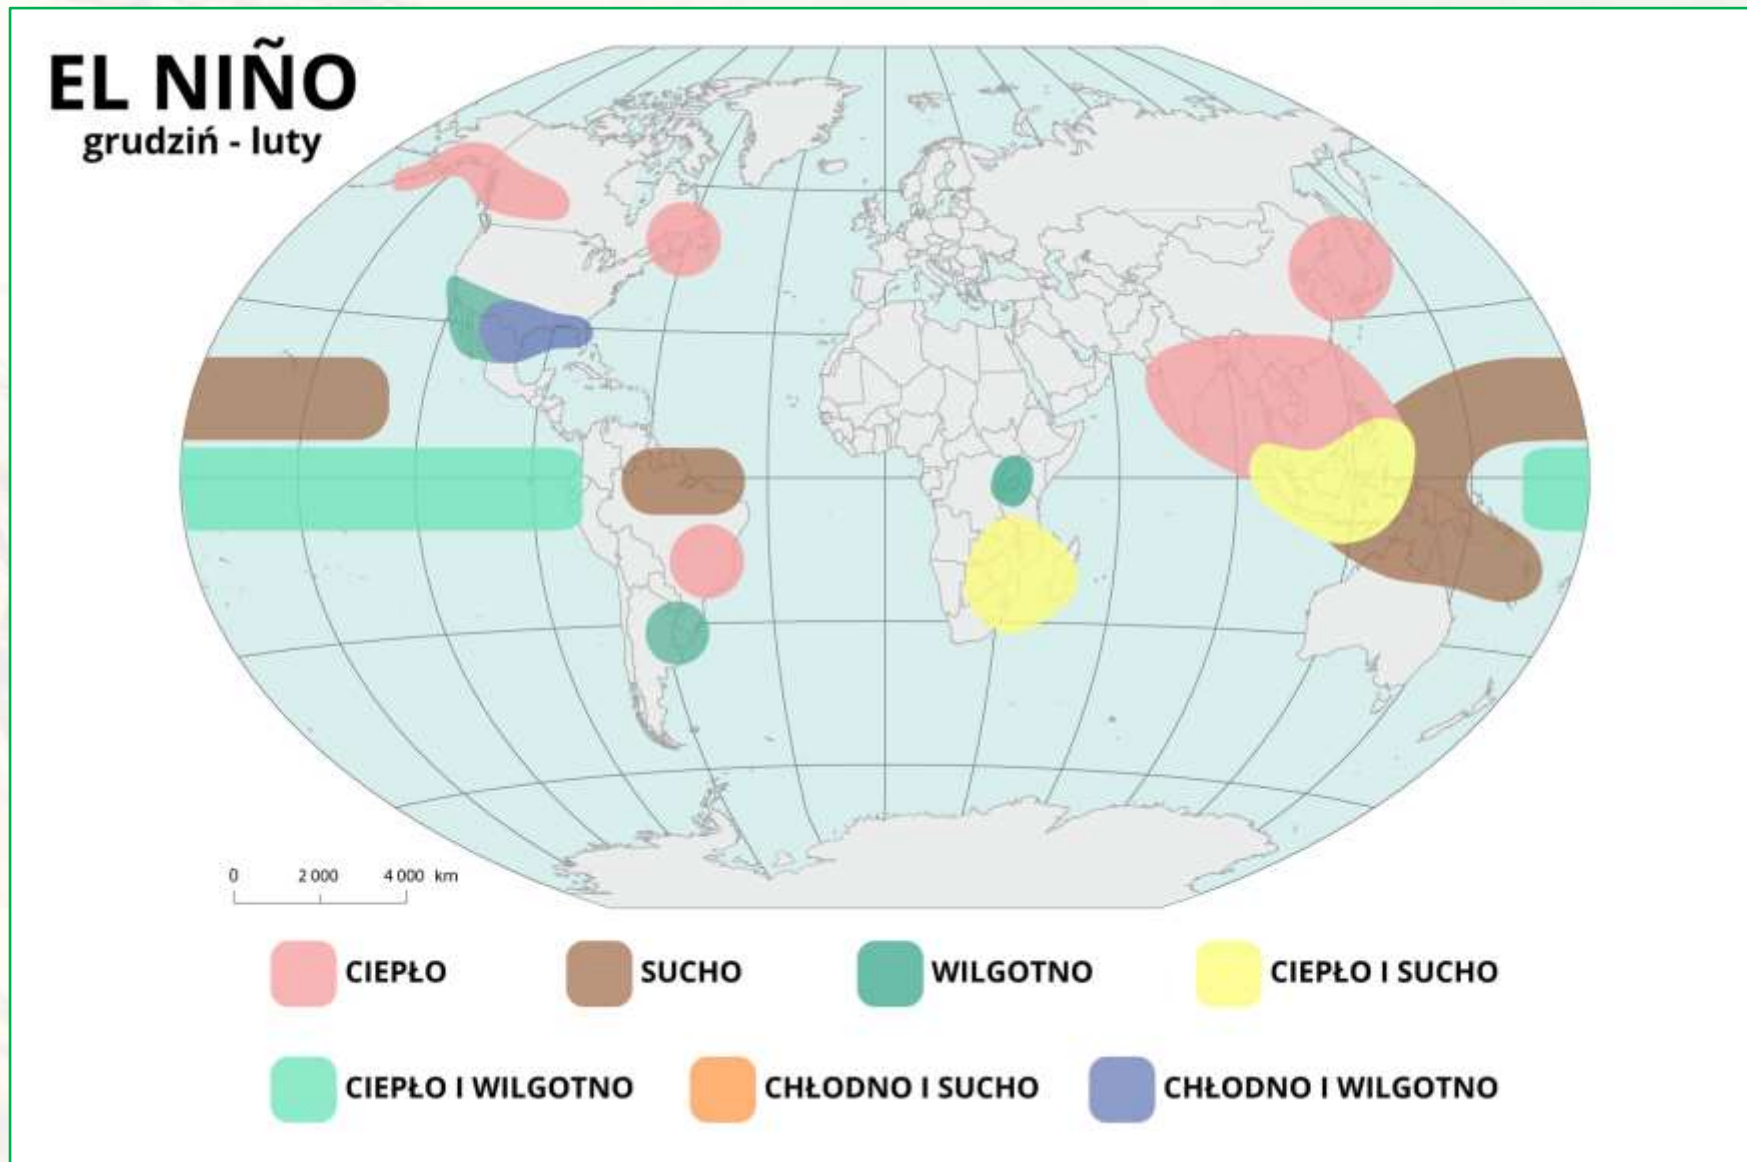 EL NIÑO
grudziń - luty
0 2 000 4 000 km
CIEPŁO SUCHO WILGOTNO CIEPŁO I SUCHO
CIEPŁO I WILGOTNO CHŁODNO I SUCHO CHŁODNO I WILGOTNO